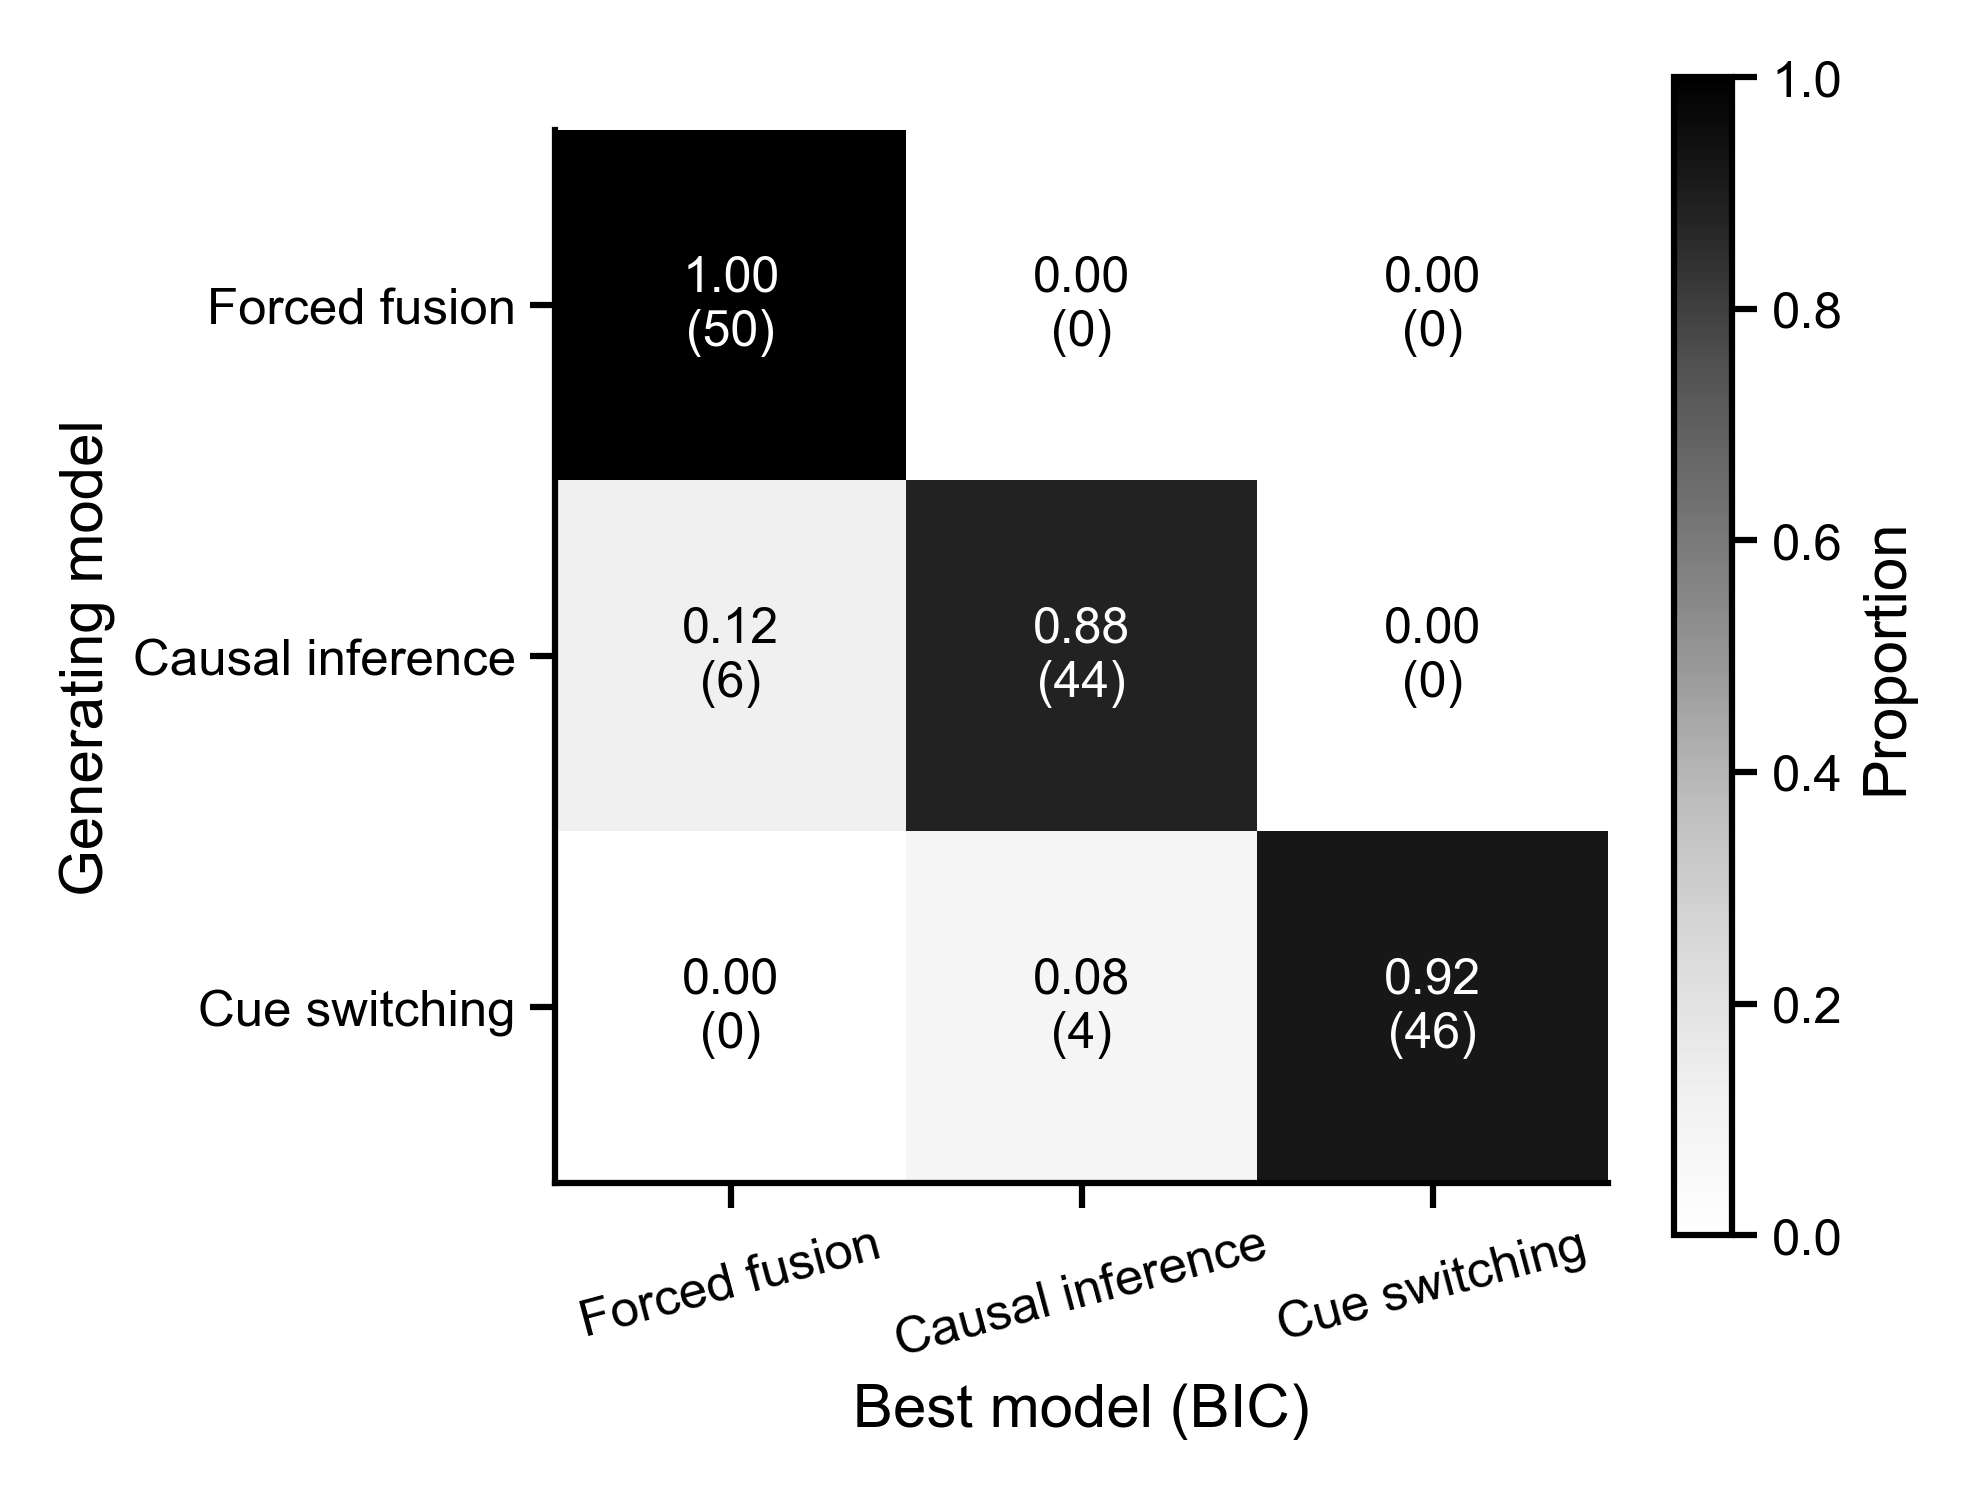 Generating model
Forced fusion
Causal inference
Cue switching
1.00
(50)
0.00
(0)
0.00
(0)
0.12
(6)
0.88
(44)
0.00
(0)
0.00
(0)
0.08
(4)
0.92
(46)
Forced fusion
Causal inference
Cue switching
Best model (BIC)
1.0
0.8
0.6
0.4
0.2
0.0
Proportion